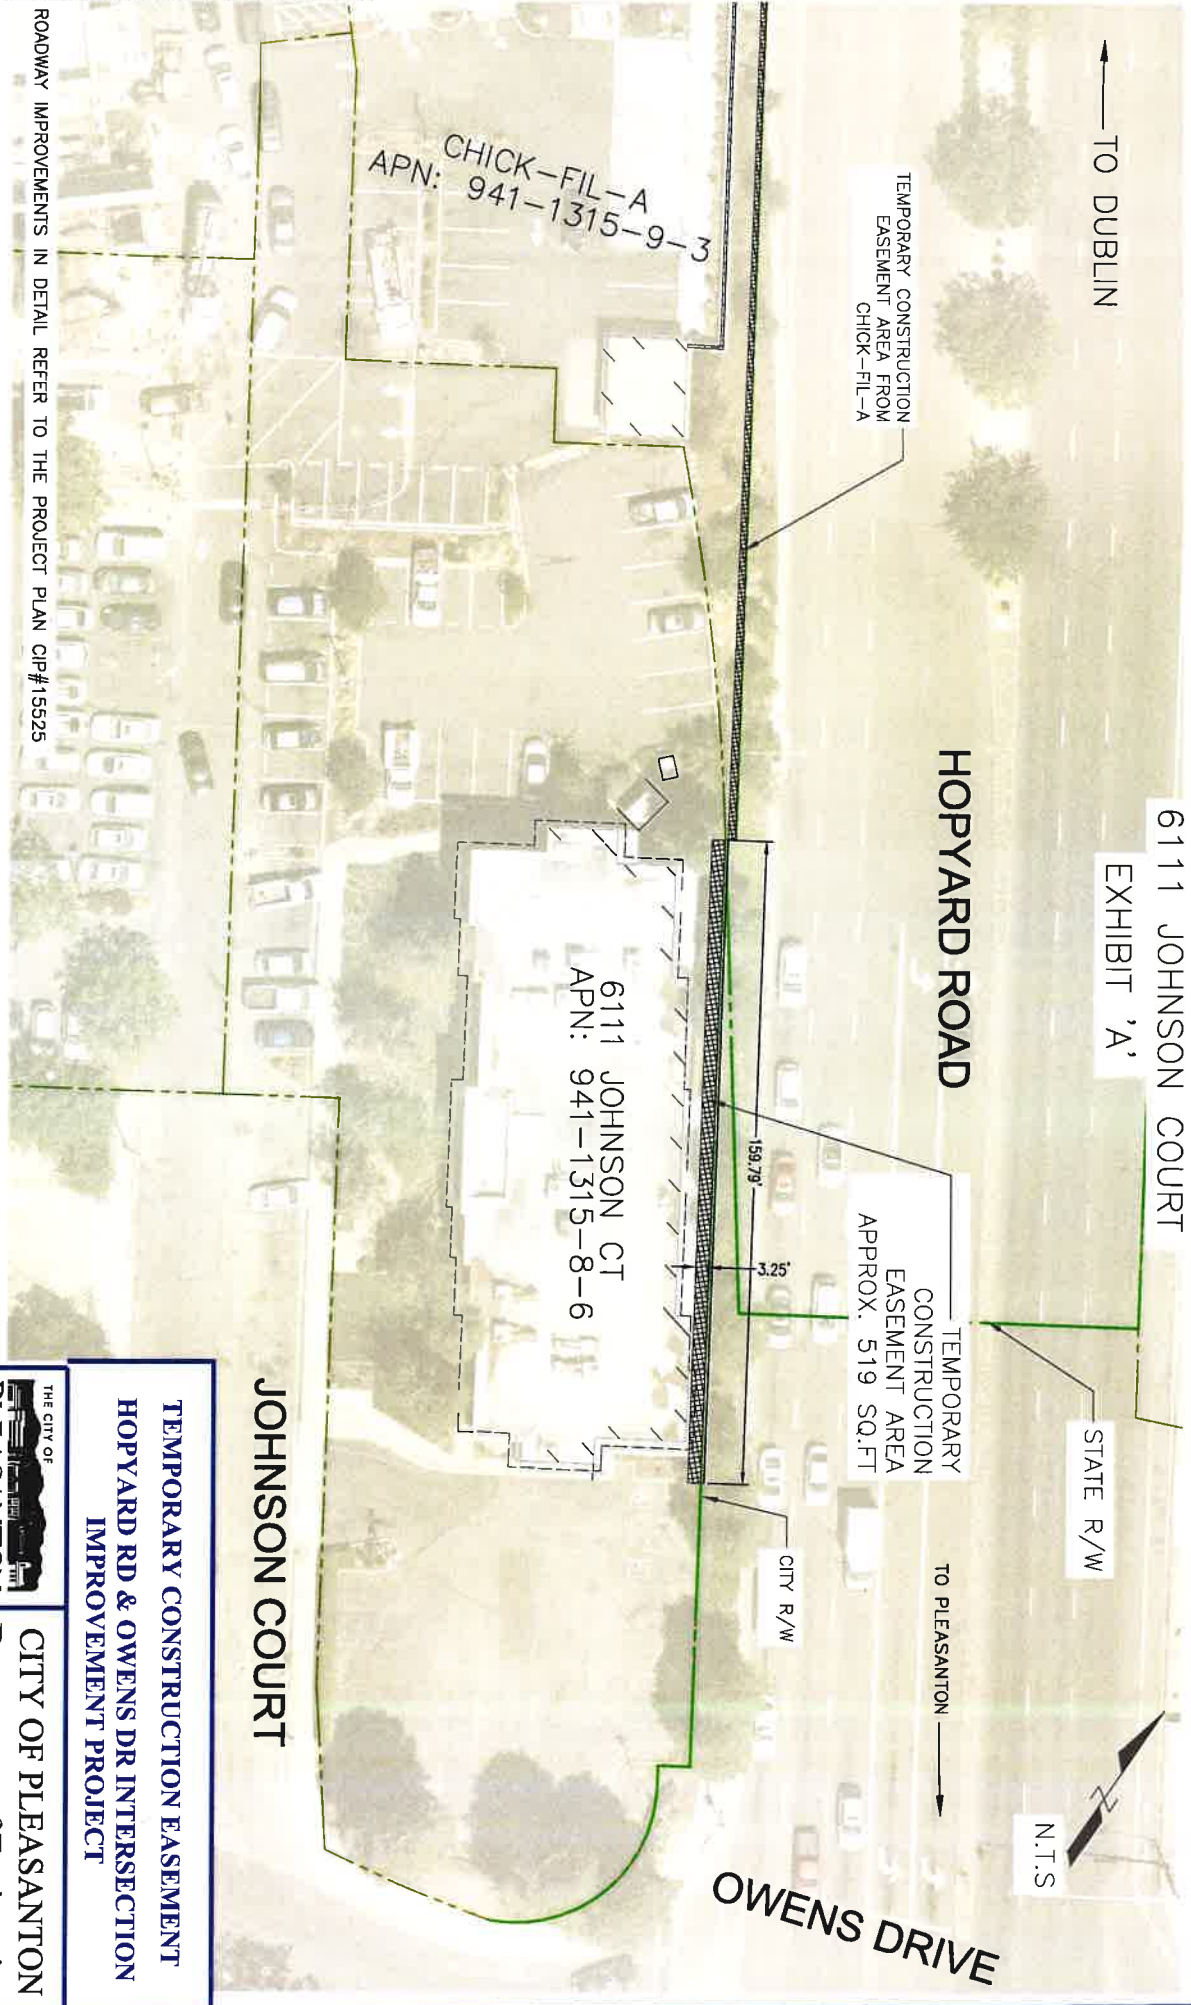 6111 JOHNSON COURT
EXHIBIT 'A'
TO DUBLIN
TEMPORARY CONSTRUCTION
EASEMENT AREA FROM
CHICK-FIL-A
HOPYARD ROAD
TEMPORARY
CONSTRUCTION
EASEMENT AREA
APPROX. 519 SQ.FT
STATE R/W
CITY R/W
TO PLEASANTON
N.T.S
OWENS DRIVE
159.79'
3.25'
CHICK-FIL-A
APN: 941-1315-9-3
6111 JOHNSON CT
APN: 941-1315-8-6
JOHNSON COURT
ROADWAY IMPROVEMENTS IN DETAIL REFER TO THE PROJECT PLAN CIP#15525
TEMPORARY CONSTRUCTION EASEMENT
HOPYARD RD & OWENS DR INTERSECTION
IMPROVEMENT PROJECT
THE CITY OF
CITY OF PLEASANTON